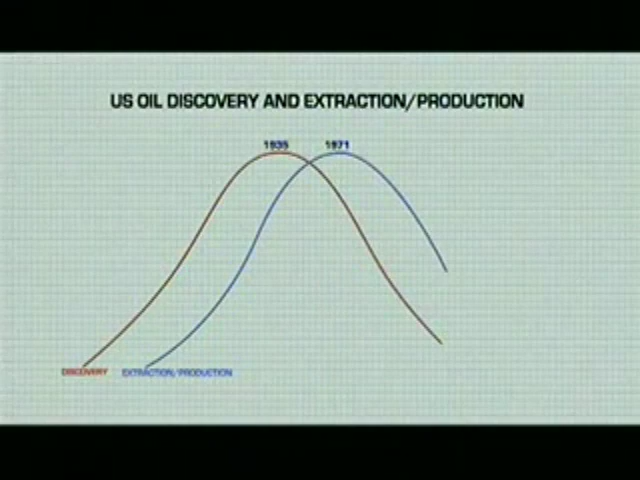 US OIL DISCOVERY AND EXTRACTION/PRODUCTION
1935 1971
DISCOVERY EXTRACTION/PRODUCTION